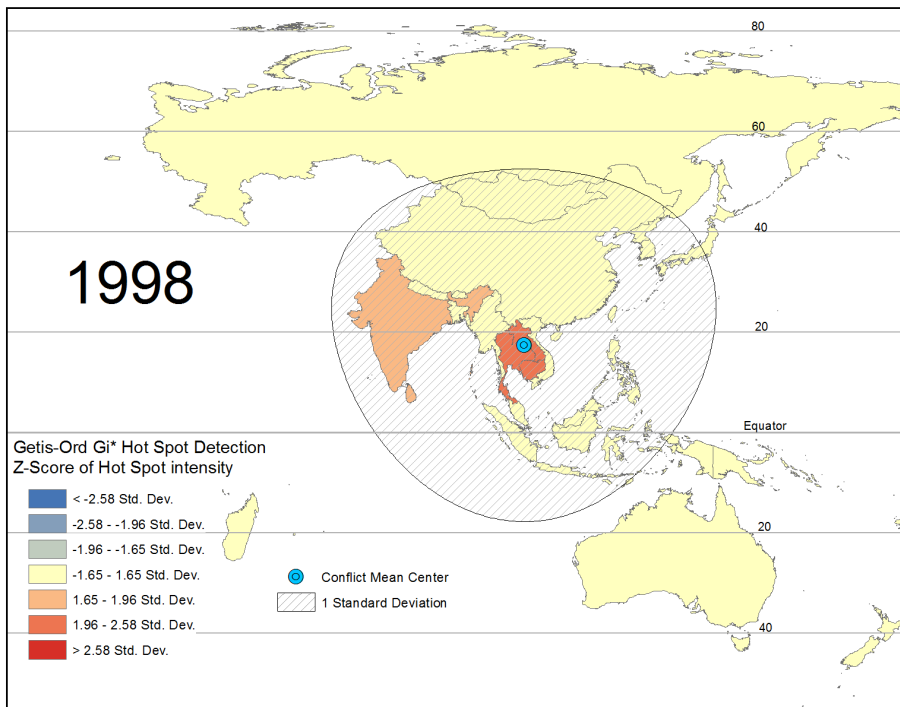 80
60
40
1998
20
Equator
Getis-Ord Gi* Hot Spot Detection
Z-Score of Hot Spot intensity
< -2.58 Std. Dev.
-2.58 - -1.96 Std. Dev.
-1.96 - -1.65 Std. Dev.
-1.65 - 1.65 Std. Dev.
1.65 - 1.96 Std. Dev.
1.96 - 2.58 Std. Dev.
> 2.58 Std. Dev.
Conflict Mean Center
1 Standard Deviation
20
40